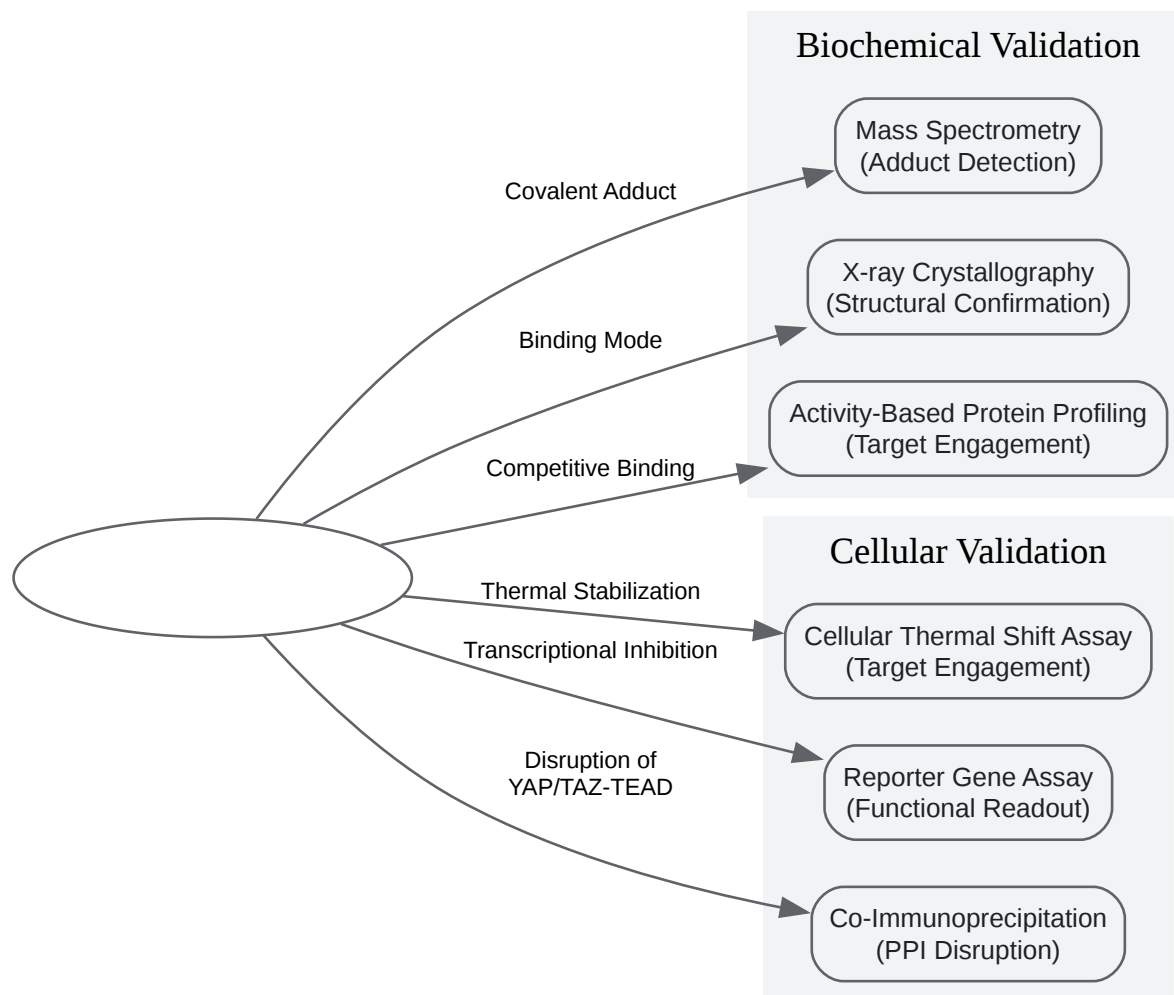 Biochemical Validation
Mass Spectrometry
(Adduct Detection)
Covalent Adduct
X-ray Crystallography
(Structural Confirmation)
Binding Mode
Activity-Based Protein Profiling
(Target Engagement)
Competitive Binding
Cellular Validation
Thermal Stabilization
Cellular Thermal Shift Assay
(Target Engagement)
Transcriptional Inhibition
Reporter Gene Assay
(Functional Readout)
Disruption of
YAP/TAZ-TEAD
Co-Immunoprecipitation
(PPI Disruption)